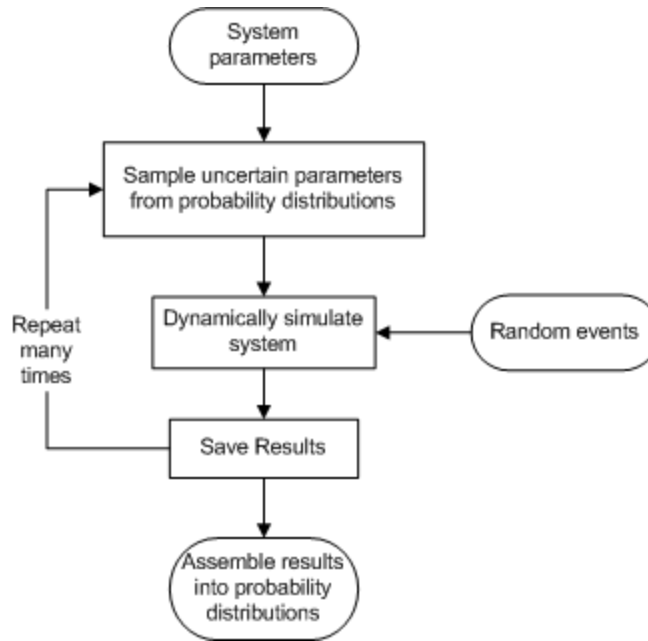 System
parameters
Sample uncertain parameters
from probability distributions
Dynamically simulate
system
Random events
Repeat
many
times
Save Results
Assemble results
into probability
distributions